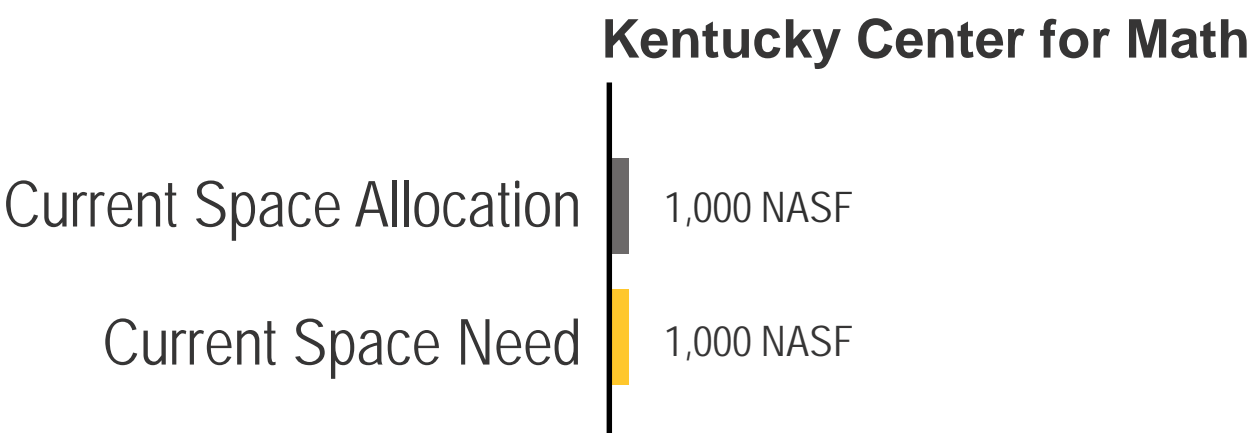 Kentucky Center for Math
Current Space Allocation 1,000 NASF
Current Space Need 1,000 NASF